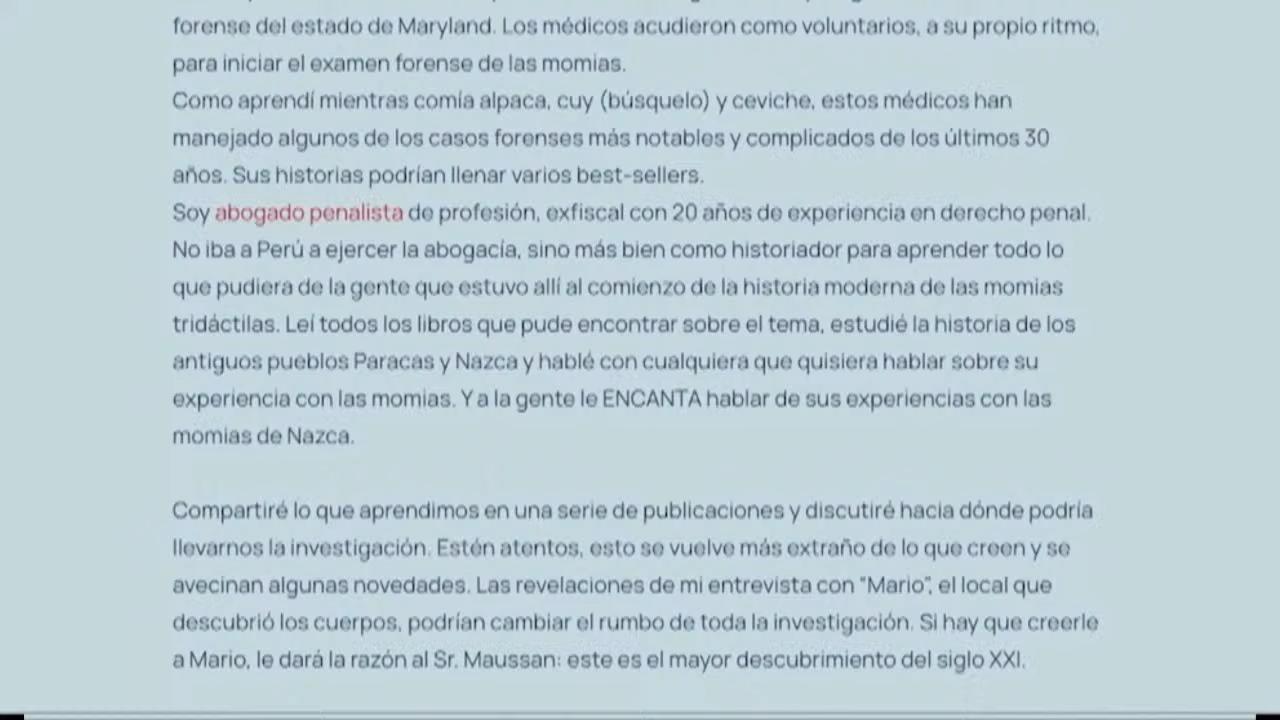 forense del estado de Maryland. Los médicos acudieron como voluntarios, a su propio ritmo,
para iniciar el examen forense de las momias.
Como aprendí mientras comía alpaca, cuy (búsquelo) y ceviche, estos médicos han
manejado algunos de los casos forenses más notables y complicados de los últimos 30
años. Sus historias podrían llenar varios best-sellers.
Soy abogado penalista de profesión, exfiscal con 20 años de experiencia en derecho penal.
No iba a Perú a ejercer la abogacía, sino más bien como historiador para aprender todo lo
que pudiera de la gente que estuvo allí al comienzo de la historia moderna de las momias
tridáctilas. Leí todos los libros que pude encontrar sobre el tema, estudié la historia de los
antiguos pueblos Paracas y Nazca y hablé con cualquiera que quisiera hablar sobre su
experiencia con las momias. Y a la gente le ENCANTA hablar de sus experiencias con las
momias de Nazca.
Compartiré lo que aprendimos en una serie de publicaciones y discutiré hacia dónde podría
llevarnos la investigación. Estén atentos, esto se vuelve más extraño de lo que creen y se
avecinan algunas novedades. Las revelaciones de mi entrevista con "Mario", el local que
descubrió los cuerpos, podrían cambiar el rumbo de toda la investigación. Si hay que creerle
a Mario, le dará la razón al Sr. Maussan: este es el mayor descubrimiento del siglo XXI.